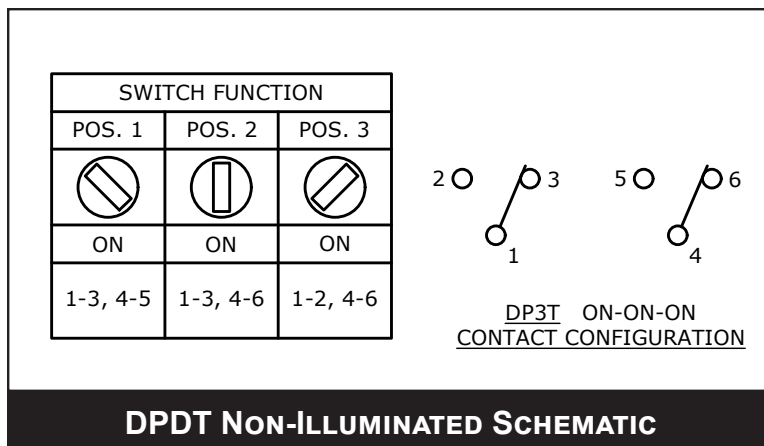 SWITCH FUNCTION
POS. 1 POS. 2 POS. 3
ON ON ON
1-3, 4-5 1-3, 4-6 1-2, 4-6
2 3 5 6
1 4
DP3T ON-ON-ON
CONTACT CONFIGURATION
DPDT NON-ILLUMINATED SCHEMATIC